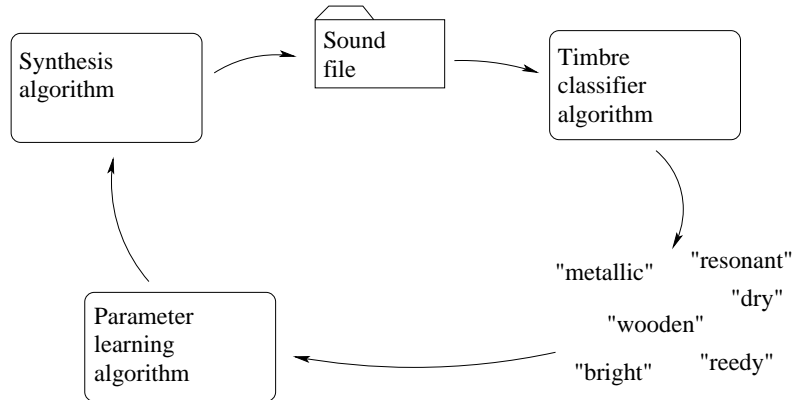 Synthesis
algorithm
Sound
file
Timbre
classifier
algorithm
"metallic"
"resonant"
"dry"
"wooden"
"bright"
"reedy"
Parameter
learning
algorithm